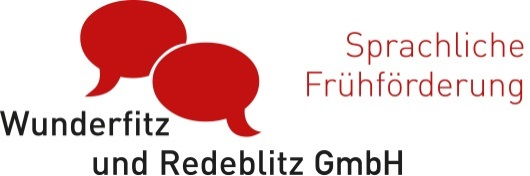 Sprachliche
Frühförderung
Wunderfitz
und Redeblitz GmbH